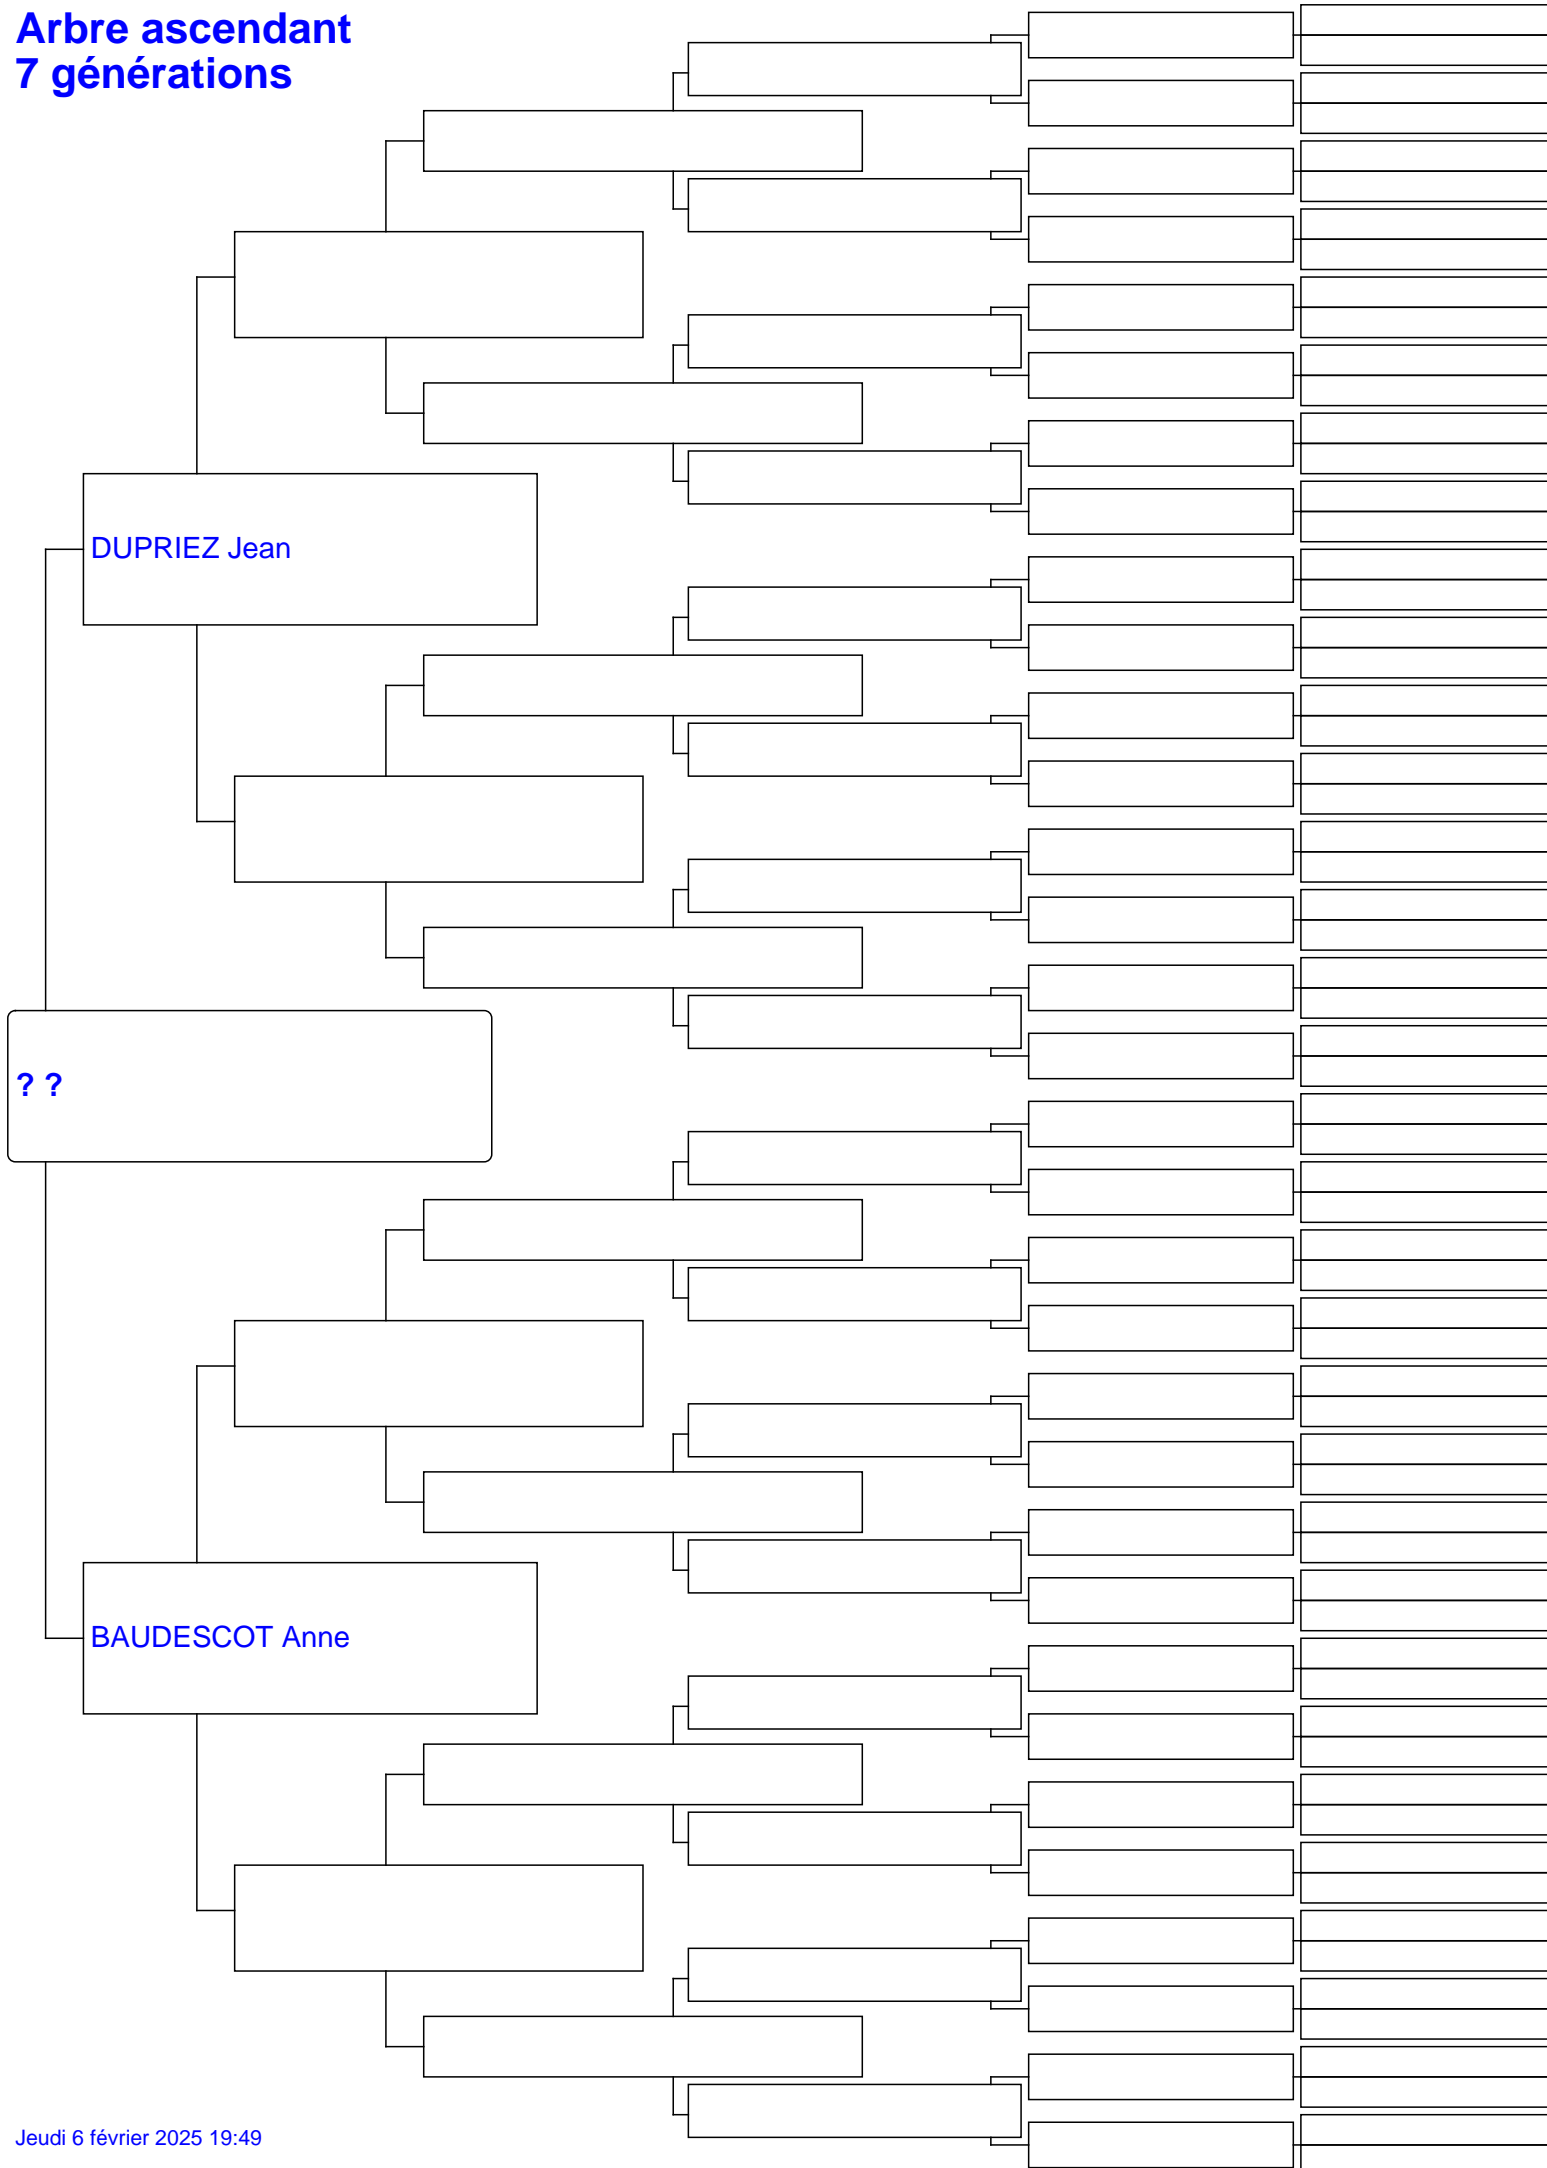 Arbre ascendant
7 générations
DUPRIEZ Jean
? ?
BAUDESCOT Anne
Jeudi 6 février 2025 19:49